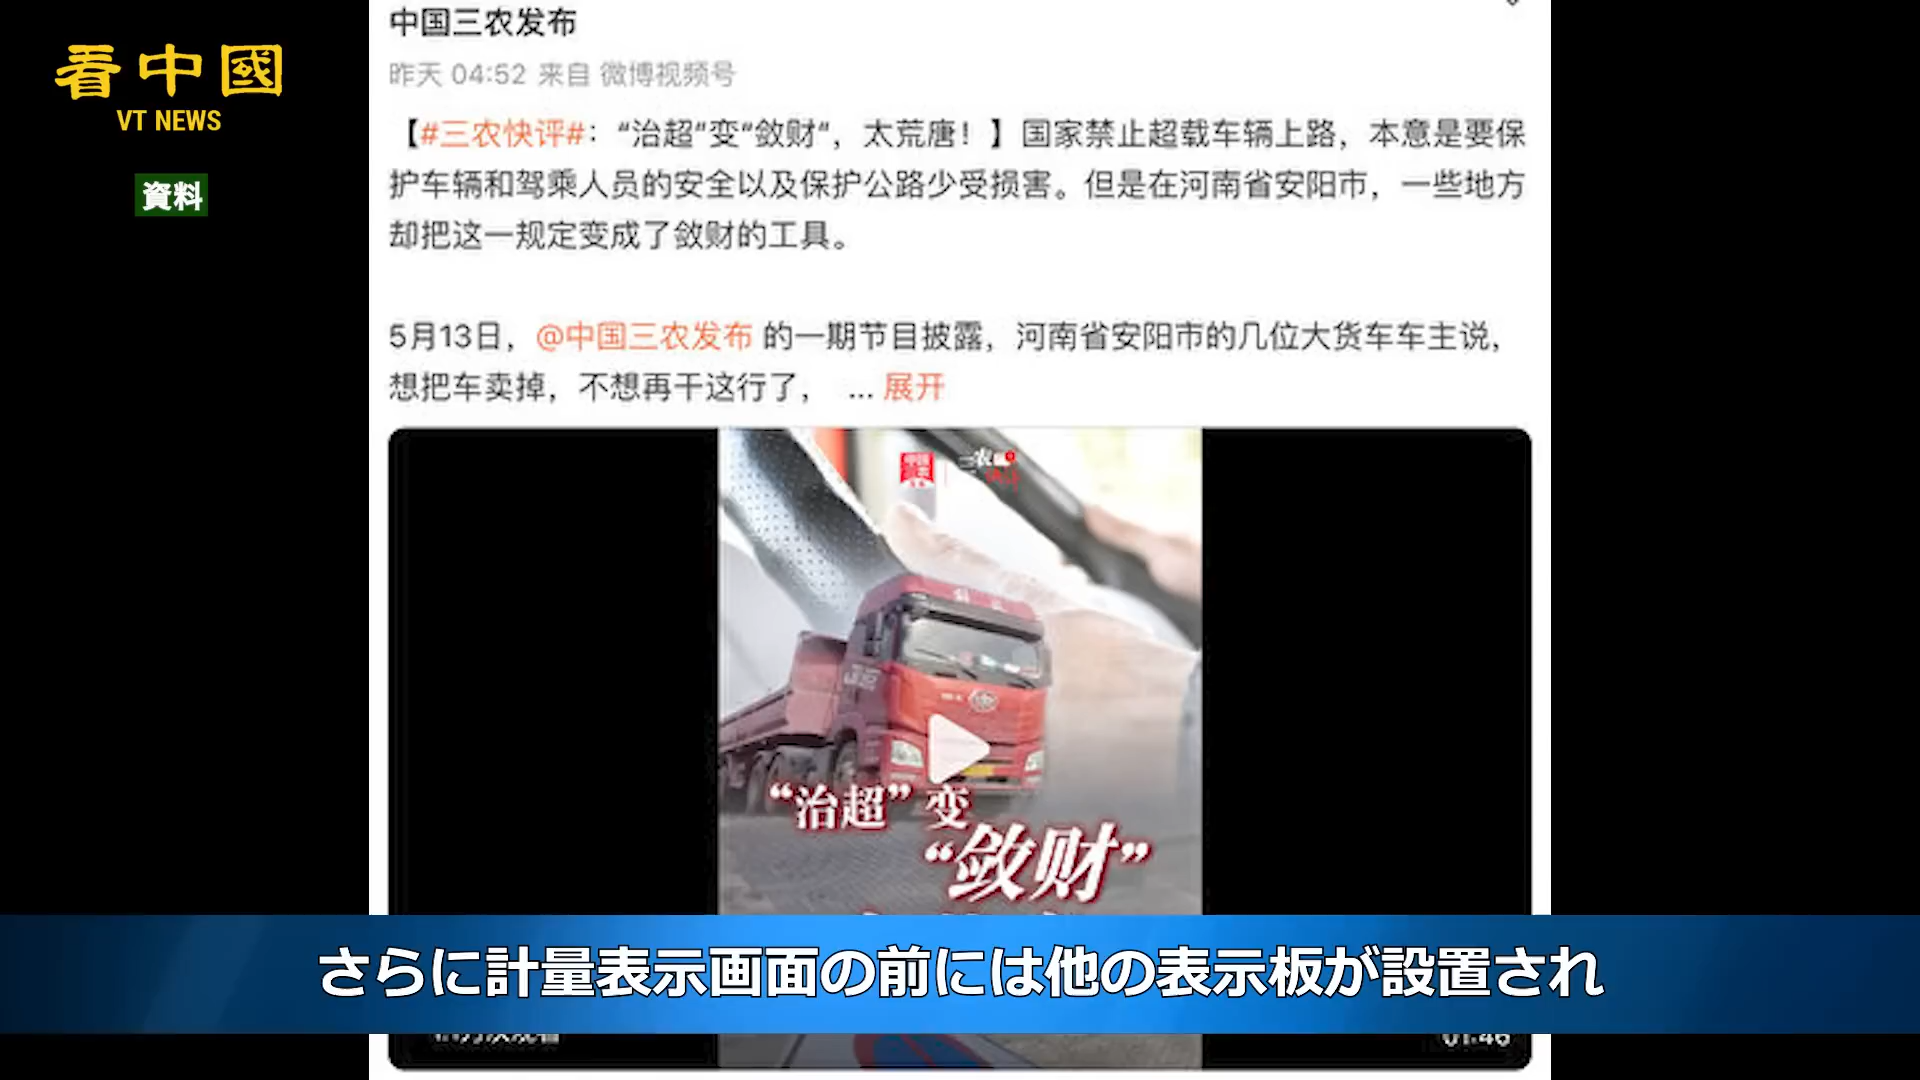 看中國
VT NEWS
資料
中国三农发布
昨天 04:52 来自 微博视频号
【#三农快评#：“治超”变“敛财”，太荒唐！】国家禁止超载车辆上路，本意是要保
护车辆和驾乘人员的安全以及保护公路少受损害。但是在河南省安阳市，一些地方
却把这一规定变成了敛财的工具。
5月13日，@中国三农发布 的一期节目披露，河南省安阳市的几位大货车车主说，
想把车卖掉，不想再干这行了， ... 展开
“治超”变
“敛财”
さらに計量表示画面の前には他の表示板が設置され
01:46